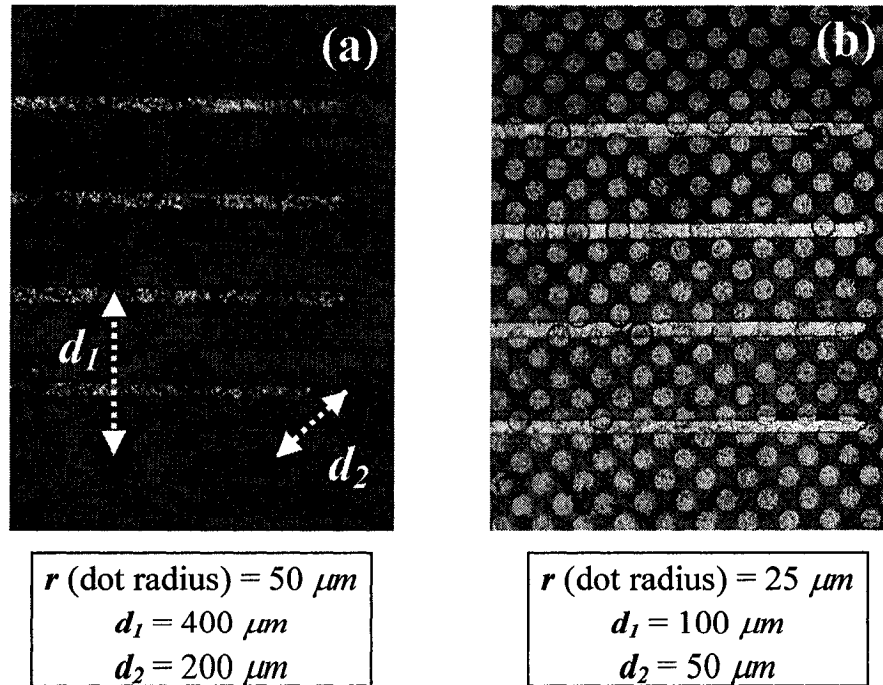 (a)
(b)
d1
d2
r (dot radius) = 50 μm
d1 = 400 μm
d2 = 200 μm
r (dot radius) = 25 μm
d1 = 100 μm
d2 = 50 μm